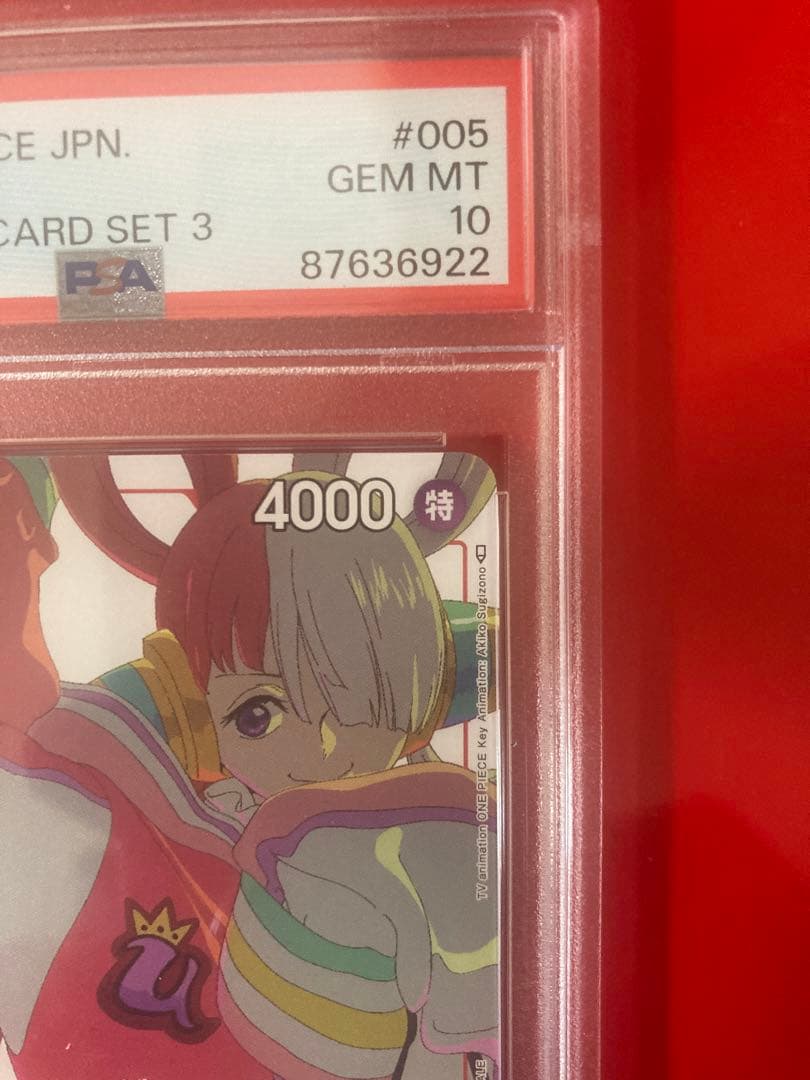 CE JPN.
#005
GEM MT
CARD SET 3
10
PSA
87636922
4000 特
TV animation ONE PIECE Key Animation: Akiko Sugizono
ALE